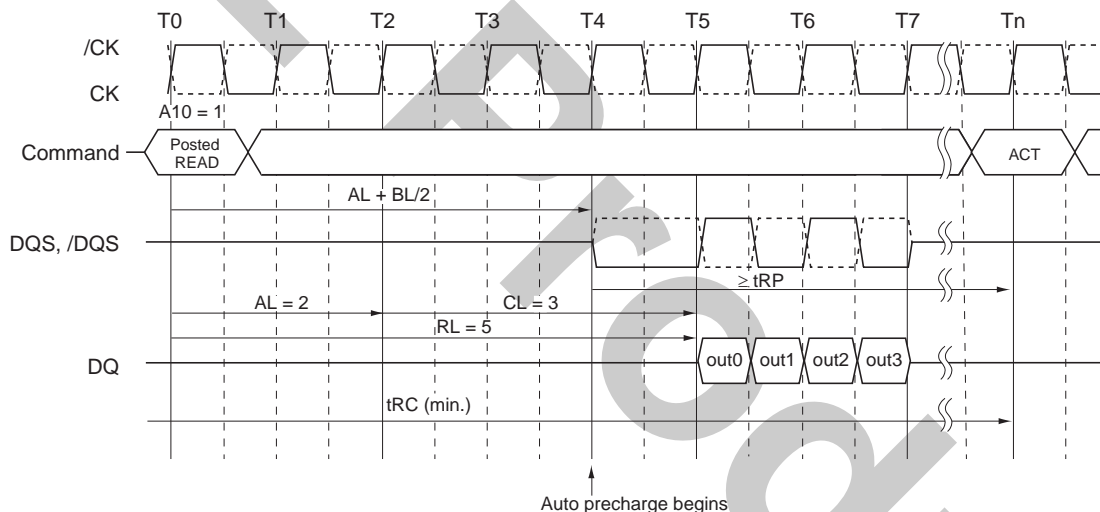 T0 T1 T2 T3 T4 T5 T6 T7 Tn
/CK
CK
A10 = 1
Command
Posted
READ
ACT
AL + BL/2
DQS, /DQS
≥ tRP
AL = 2
CL = 3
RL = 5
DQ
out0 out1 out2 out3
tRC (min.)
Auto precharge begins